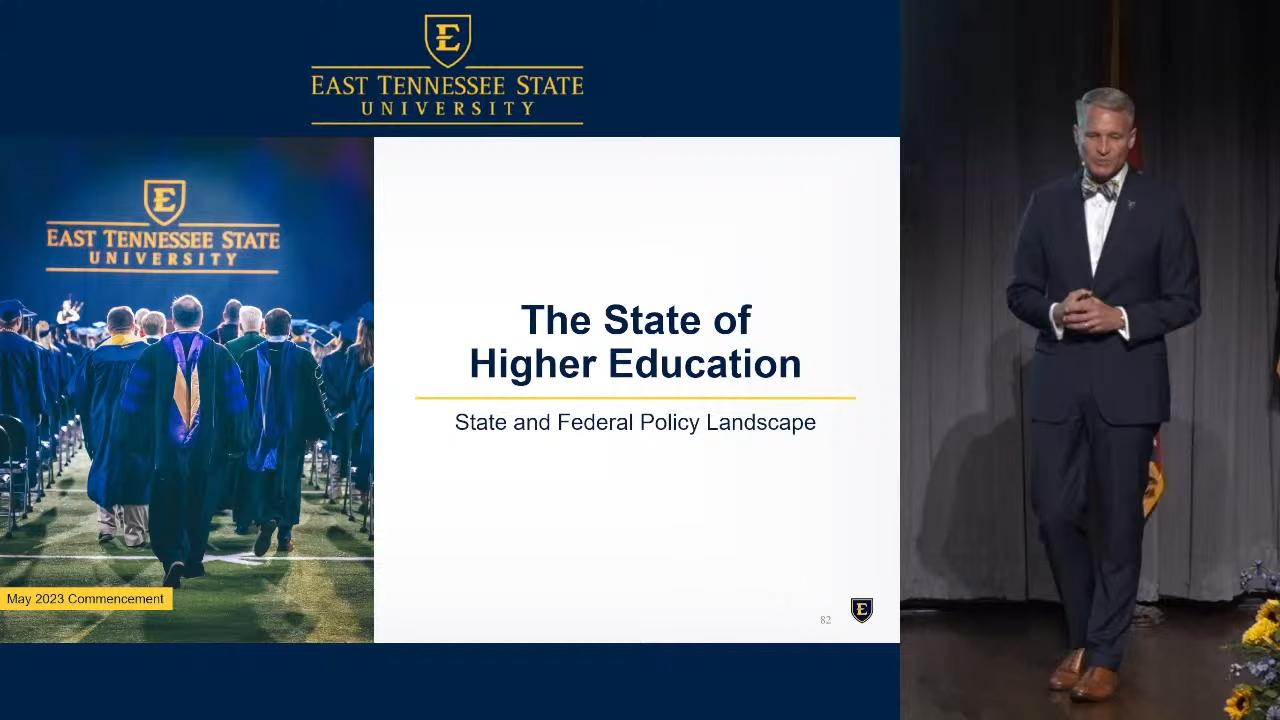 E
EAST TENNESSEE STATE
UNIVERSITY
E
EAST TENNESSEE STATE
UNIVERSITY
The State of
Higher Education
State and Federal Policy Landscape
May 2023 Commencement
82
E